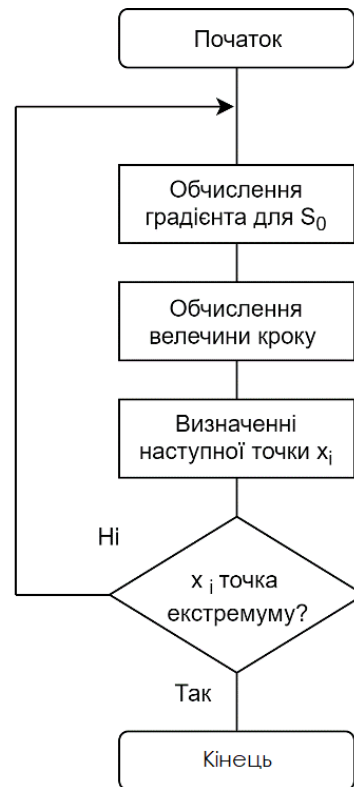 Початок
Обчислення
градієнта для S₀
Обчислення
велечини кроку
Визначенні
наступної точки xᵢ
Ні
x ᵢ точка
екстремуму?
Так
Кінець